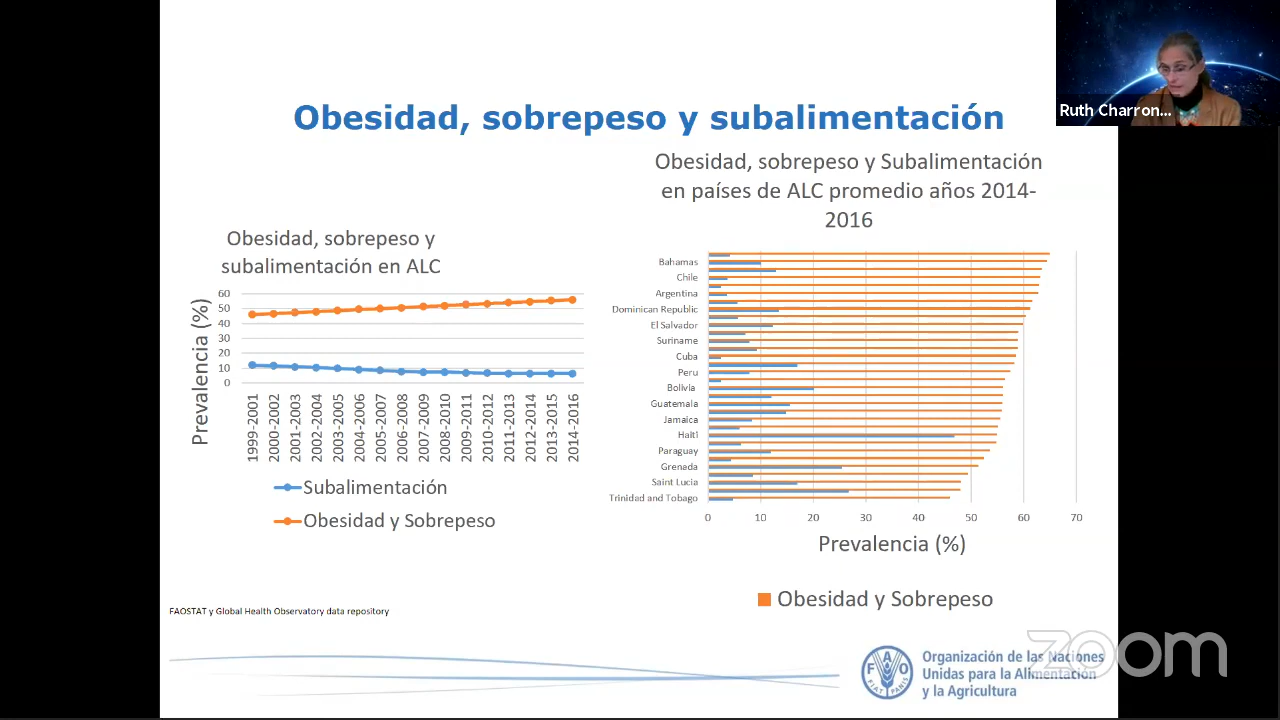 Obesidad, sobrepeso y subalimentación
Ruth Charron...
Obesidad, sobrepeso y
subalimentación en ALC
Prevalencia (%)
60
50
40
30
20
10
0
1999-2001
2000-2002
2001-2003
2002-2004
2003-2005
2004-2006
2005-2007
2006-2008
2007-2009
2008-2010
2009-2011
2010-2012
2011-2013
2012-2014
2013-2015
2014-2016
Subalimentación
Obesidad y Sobrepeso
Obesidad, sobrepeso y Subalimentación
en países de ALC promedio años 2014-
2016
Bahamas
Chile
Argentina
Dominican Republic
El Salvador
Suriname
Cuba
Peru
Bolivia
Guatemala
Jamaica
Haití
Paraguay
Grenada
Saint Lucia
Trinidad and Tobago
0 10 20 30 40 50 60 70
Prevalencia (%)
Obesidad y Sobrepeso
FAOSTAT y Global Health Observatory data repository
FAO
FIAT PANIS
Organización de las Naciones
Unidas para la Alimentación
y la Agricultura
zoom